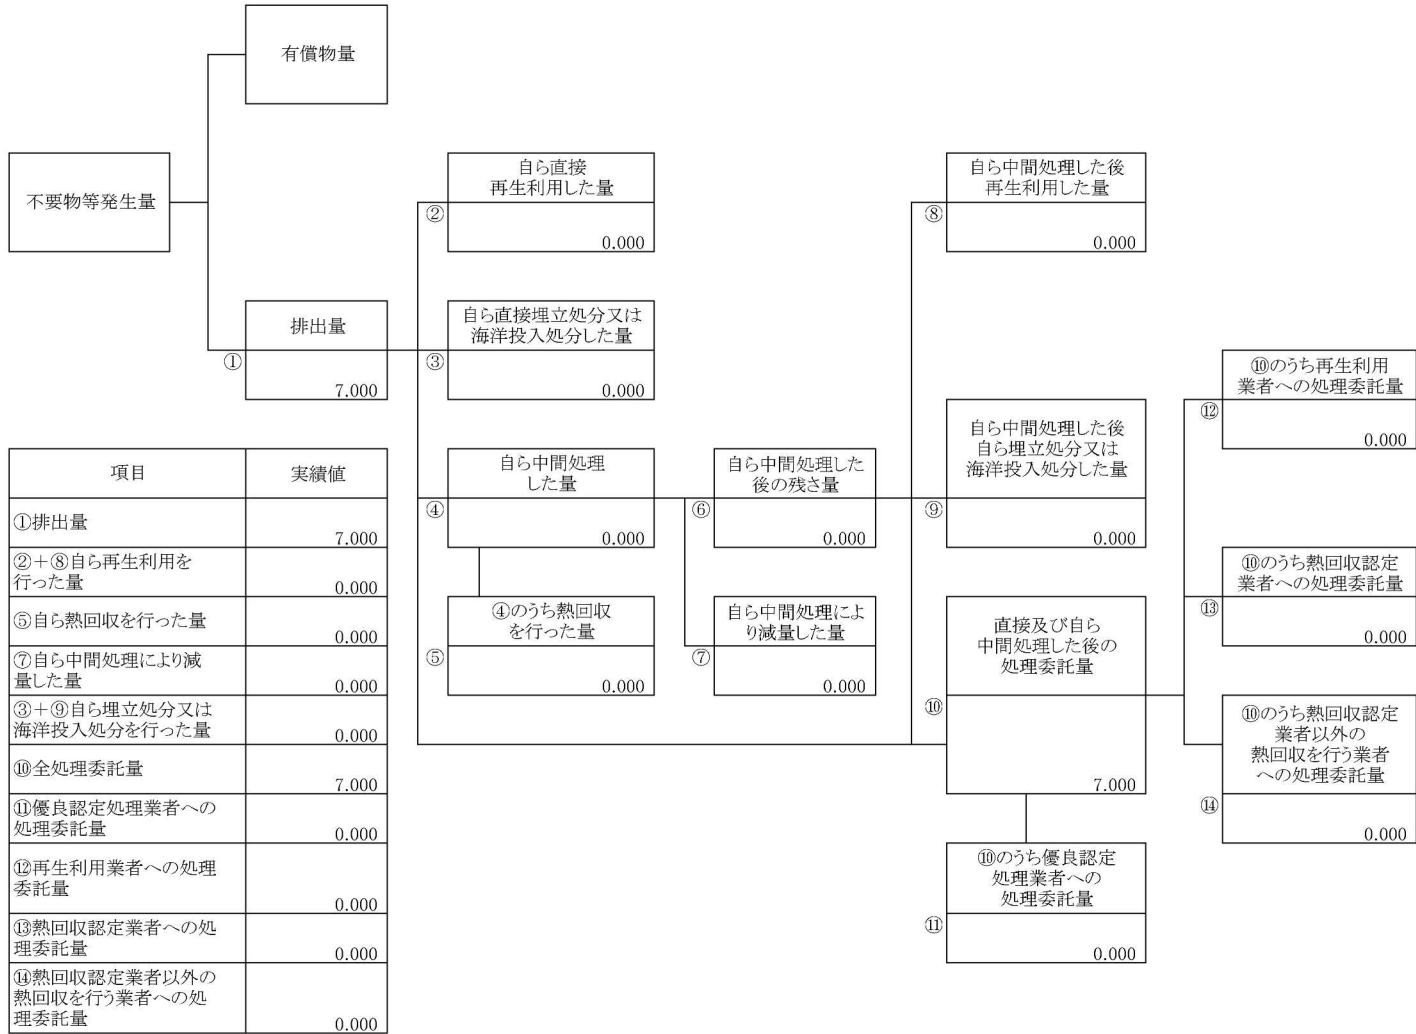 有償物量
不要物等発生量
排出量
①
7.000
自ら直接
再生利用した量
②
0.000
自ら直接埋立処分又は
海洋投入処分した量
③
0.000
自ら中間処理
した量
④
0.000
④のうち熱回収
を行った量
⑤
0.000
自ら中間処理した
後の残さ量
⑥
0.000
自ら中間処理によ
り減量した量
⑦
0.000
自ら中間処理した後
再生利用した量
⑧
0.000
自ら中間処理した後
自ら埋立処分又は
海洋投入処分した量
⑨
0.000
直接及び自ら
中間処理した後の
処理委託量
⑩
7.000
⑩のうち優良認定
処理業者への
処理委託量
⑪
0.000
⑩のうち再生利用
業者への処理委託量
⑫
0.000
⑩のうち熱回収認定
業者への処理委託量
⑬
0.000
⑩のうち熱回収認定
業者以外の
熱回収を行う業者
への処理委託量
⑭
0.000
項目
実績値
①排出量
7.000
②+⑧自ら再生利用を
行った量
0.000
⑤自ら熱回収を行った量
0.000
⑦自ら中間処理により減
量した量
0.000
③+⑨自ら埋立処分又は
海洋投入処分を行った量
0.000
⑩全処理委託量
7.000
⑪優良認定処理業者への
処理委託量
0.000
⑫再生利用業者への処理
委託量
0.000
⑬熱回収認定業者への処
理委託量
0.000
⑭熱回収認定業者以外の
熱回収を行う業者への処
理委託量
0.000